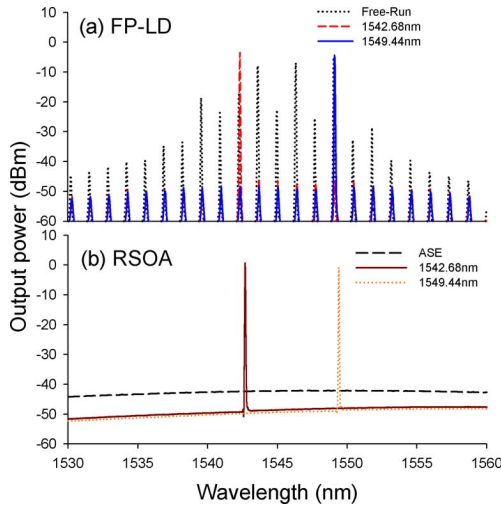 10
(a) FP-LD
Free-Run
1542.68nm
1549.44nm
0
-10
-20
-30
-40
-50
-60
Output power (dBm)
10
(b) RSOA
ASE
1542.68nm
1549.44nm
0
-10
-20
-30
-40
-50
-60
1530 1535 1540 1545 1550 1555 1560
Wavelength (nm)